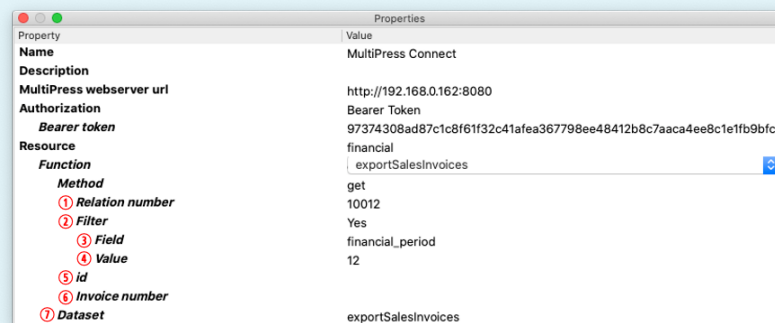 Properties
Property Value
Name MultiPress Connect
Description
MultiPress webserver url http://192.168.0.162:8080
Authorization Bearer Token
Bearer token 97374308ad87c1c8f61f32c41afea367798ee48412b8c7aaca4ee8c1e1fb9bfc
Resource financial
Function exportSalesInvoices
Method get
① Relation number 10012
② Filter Yes
③ Field financial_period
④ Value 12
⑤ id
⑥ Invoice number
⑦ Dataset exportSalesInvoices